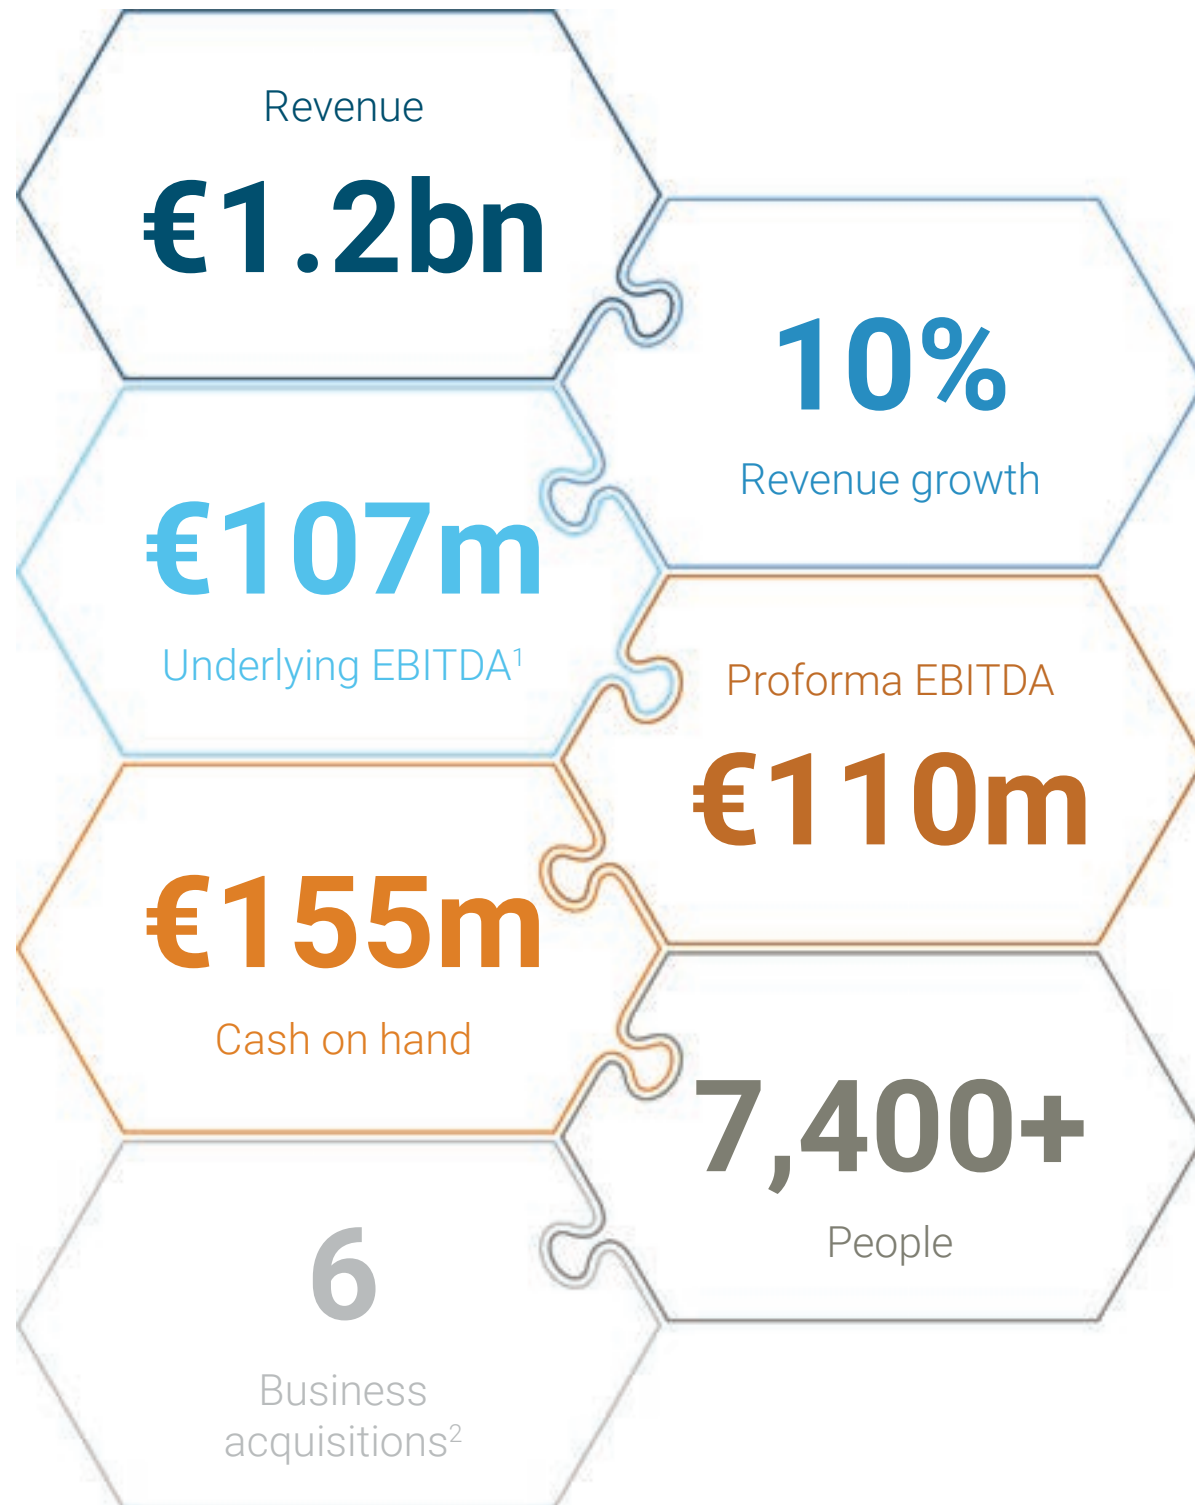 Revenue
€1.2bn
10%
Revenue growth
€107m
Underlying EBITDA¹
Proforma EBITDA
€110m
€155m
Cash on hand
7,400+
People
6
Business
acquisitions²